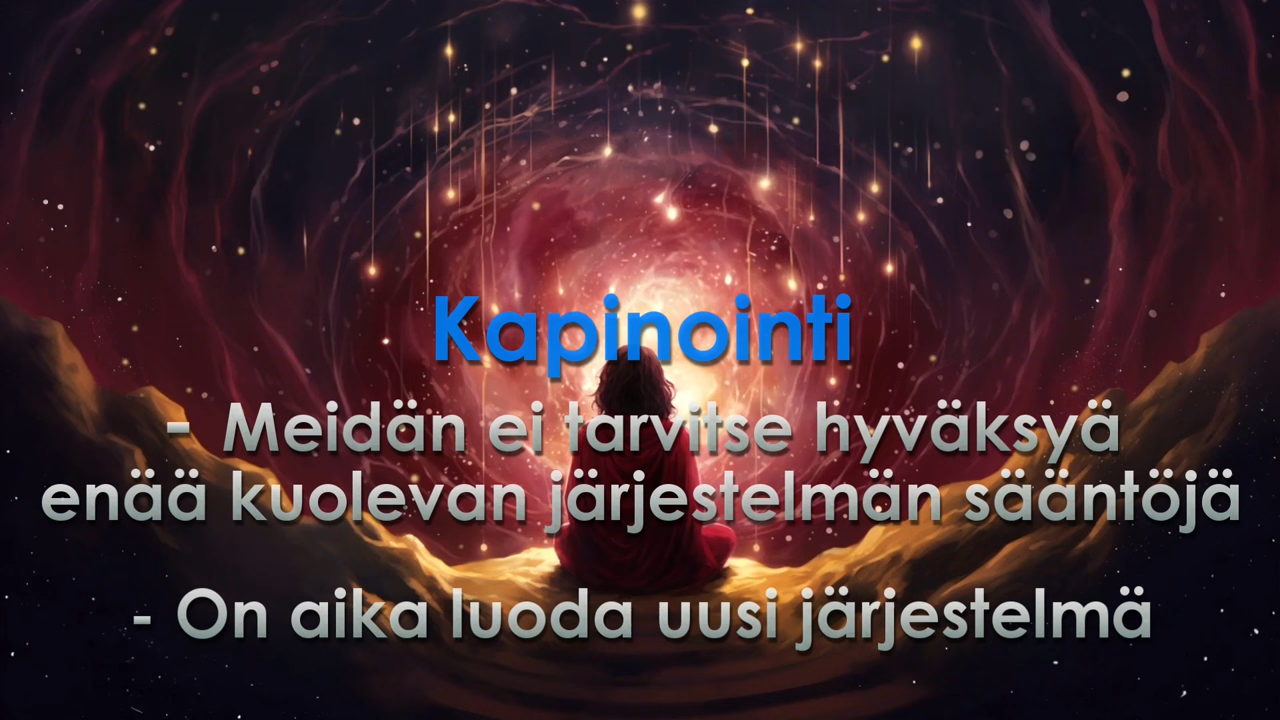 Kapinointi
- Meidän ei tarvitse hyväksyä
enää kuolevan järjestelmän sääntöjä
- On aika luoda uusi järjestelmä